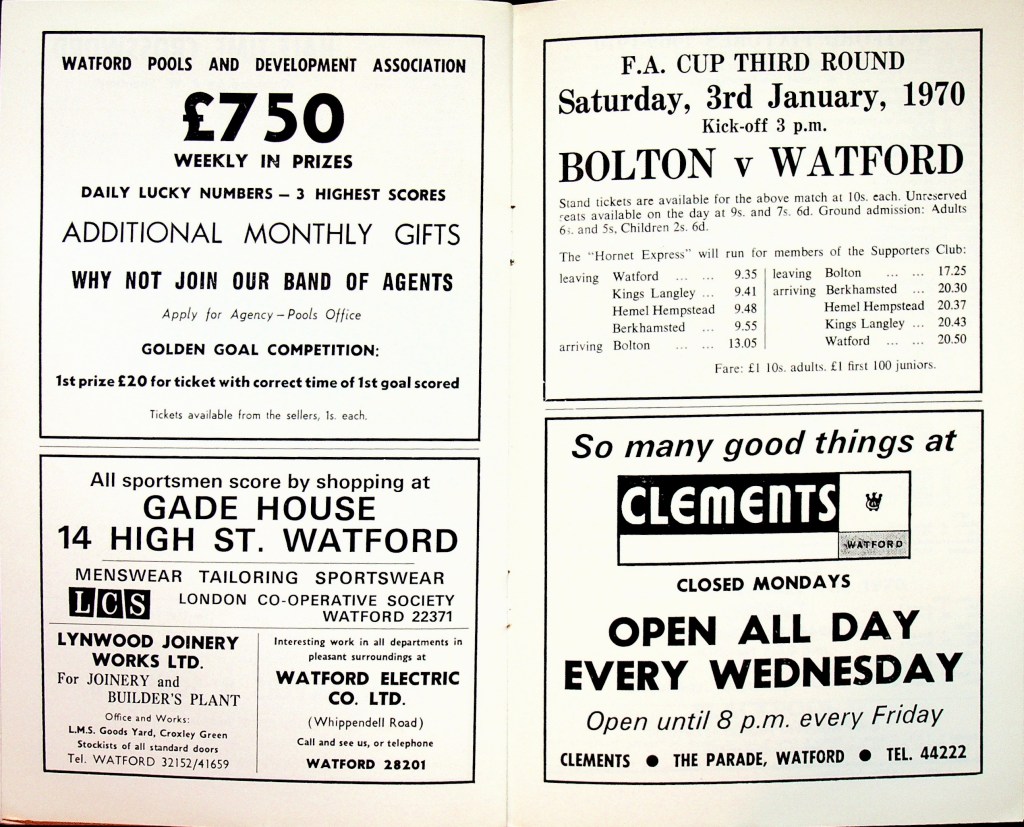 WATFORD POOLS AND DEVELOPMENT ASSOCIATION
£750
WEEKLY IN PRIZES
DAILY LUCKY NUMBERS – 3 HIGHEST SCORES
ADDITIONAL MONTHLY GIFTS
WHY NOT JOIN OUR BAND OF AGENTS
Apply for Agency – Pools Office
GOLDEN GOAL COMPETITION:
1st prize £20 for ticket with correct time of 1st goal scored
Tickets available from the sellers, 1s. each.
All sportsmen score by shopping at
GADE HOUSE
14 HIGH ST. WATFORD
MENSWEAR TAILORING SPORTSWEAR
LCS LONDON CO-OPERATIVE SOCIETY
WATFORD 22371
LYNWOOD JOINERY
WORKS LTD.
For JOINERY and
BUILDER'S PLANT
Office and Works:
L.M.S. Goods Yard, Croxley Green
Stockists of all standard doors
Tel. WATFORD 32152/41659
Interesting work in all departments in
pleasant surroundings at
WATFORD ELECTRIC
CO. LTD.
(Whippendell Road)
Call and see us, or telephone
WATFORD 28201
F.A. CUP THIRD ROUND
Saturday, 3rd January, 1970
Kick-off 3 p.m.
BOLTON v WATFORD
Stand tickets are available for the above match at 10s. each. Unreserved
seats available on the day at 9s. and 7s. 6d. Ground admission: Adults
6s. and 5s, Children 2s. 6d.
The "Hornet Express" will run for members of the Supporters Club:
leaving Watford ... ... 9.35 leaving Bolton ... ... 17.25
Kings Langley ... 9.41 arriving Berkhamsted ... 20.30
Hemel Hempstead 9.48 Hemel Hempstead 20.37
Berkhamsted ... 9.55 Kings Langley ... 20.43
arriving Bolton ... ... 13.05 Watford ... ... 20.50
Fare: £1 10s. adults. £1 first 100 juniors.
So many good things at
CLEMENTS
WATFORD
CLOSED MONDAYS
OPEN ALL DAY
EVERY WEDNESDAY
Open until 8 p.m. every Friday
CLEMENTS ● THE PARADE, WATFORD ● TEL. 44222